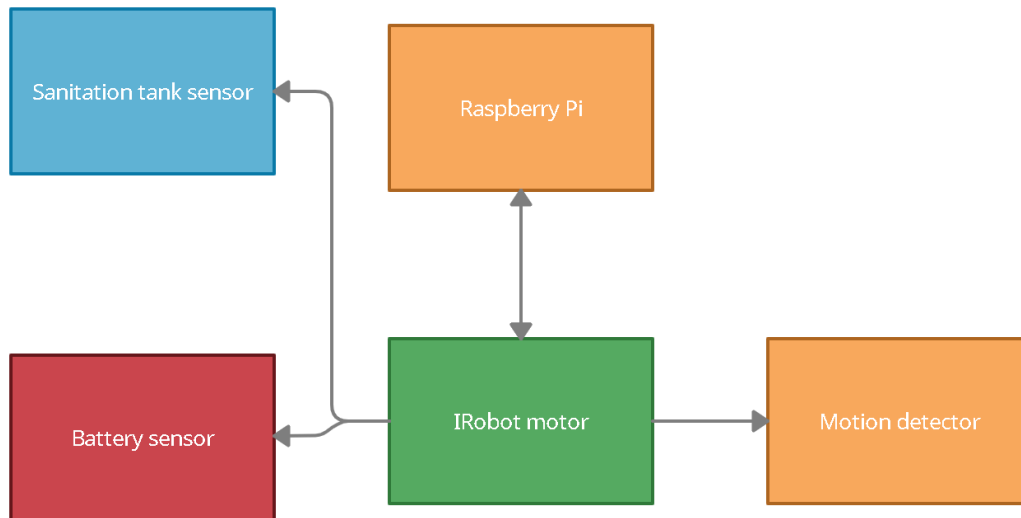 Sanitation tank sensor
Raspberry Pi
Battery sensor
IRobot motor
Motion detector